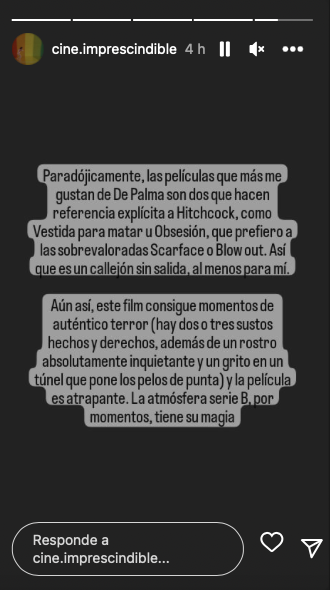 cine.imprescindible 4 h
Paradójicamente, las películas que más me
gustan de De Palma son dos que hacen
referencia explícita a Hitchcock, como
Vestida para matar u Obsesión, que prefiero a
las sobrevaloradas Scarface o Blow out. Así
que es un callejón sin salida, al menos para mí.
Aún así, este film consigue momentos de
auténtico terror (hay dos o tres sustos
hechos y derechos, además de un rostro
absolutamente inquietante y un grito en un
túnel que pone los pelos de punta) y la película
es atrapante. La atmósfera serie B, por
momentos, tiene su magia
Responde a
cine.imprescindible...